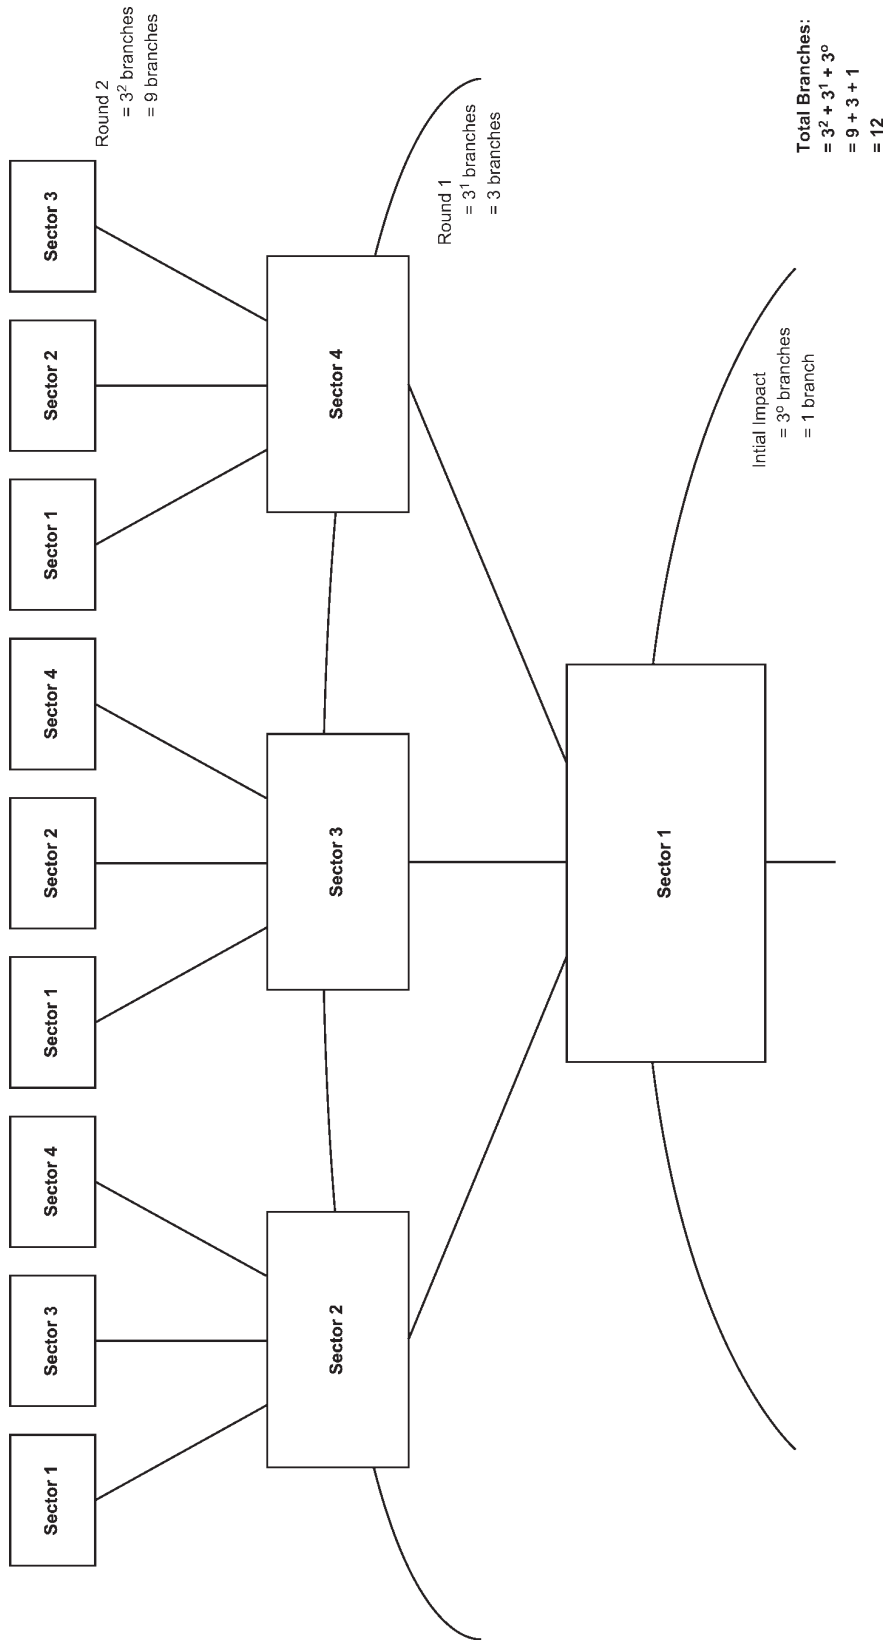 Sector 1
Sector 3
Sector 4
Sector 1
Sector 2
Sector 4
Sector 1
Sector 2
Sector 3
Round 2
= 3² branches
= 9 branches
Sector 2
Sector 3
Sector 4
Round 1
= 3¹ branches
= 3 branches
Sector 1
Intial Impact
= 3º branches
= 1 branch
Total Branches:
= 3² + 3¹ + 3º
= 9 + 3 + 1
= 12